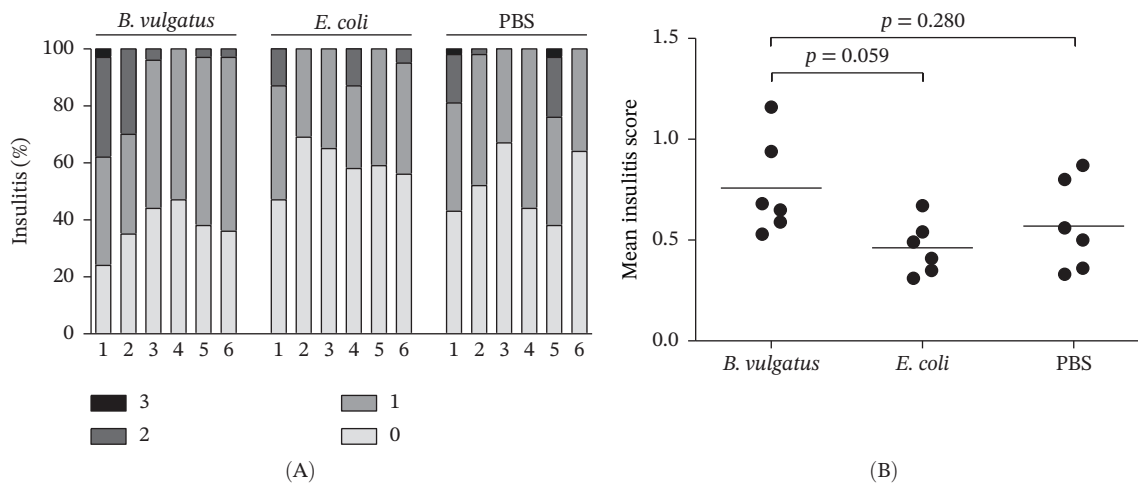 B. vulgatus E. coli PBS
100
80
60
40
20
0
Insulitis (%)
1 2 3 4 5 6 1 2 3 4 5 6 1 2 3 4 5 6
3 1
2 0
(A)
p = 0.280
p = 0.059
1.5
1.0
0.5
0.0
Mean insulitis score
B. vulgatus E. coli PBS
(B)